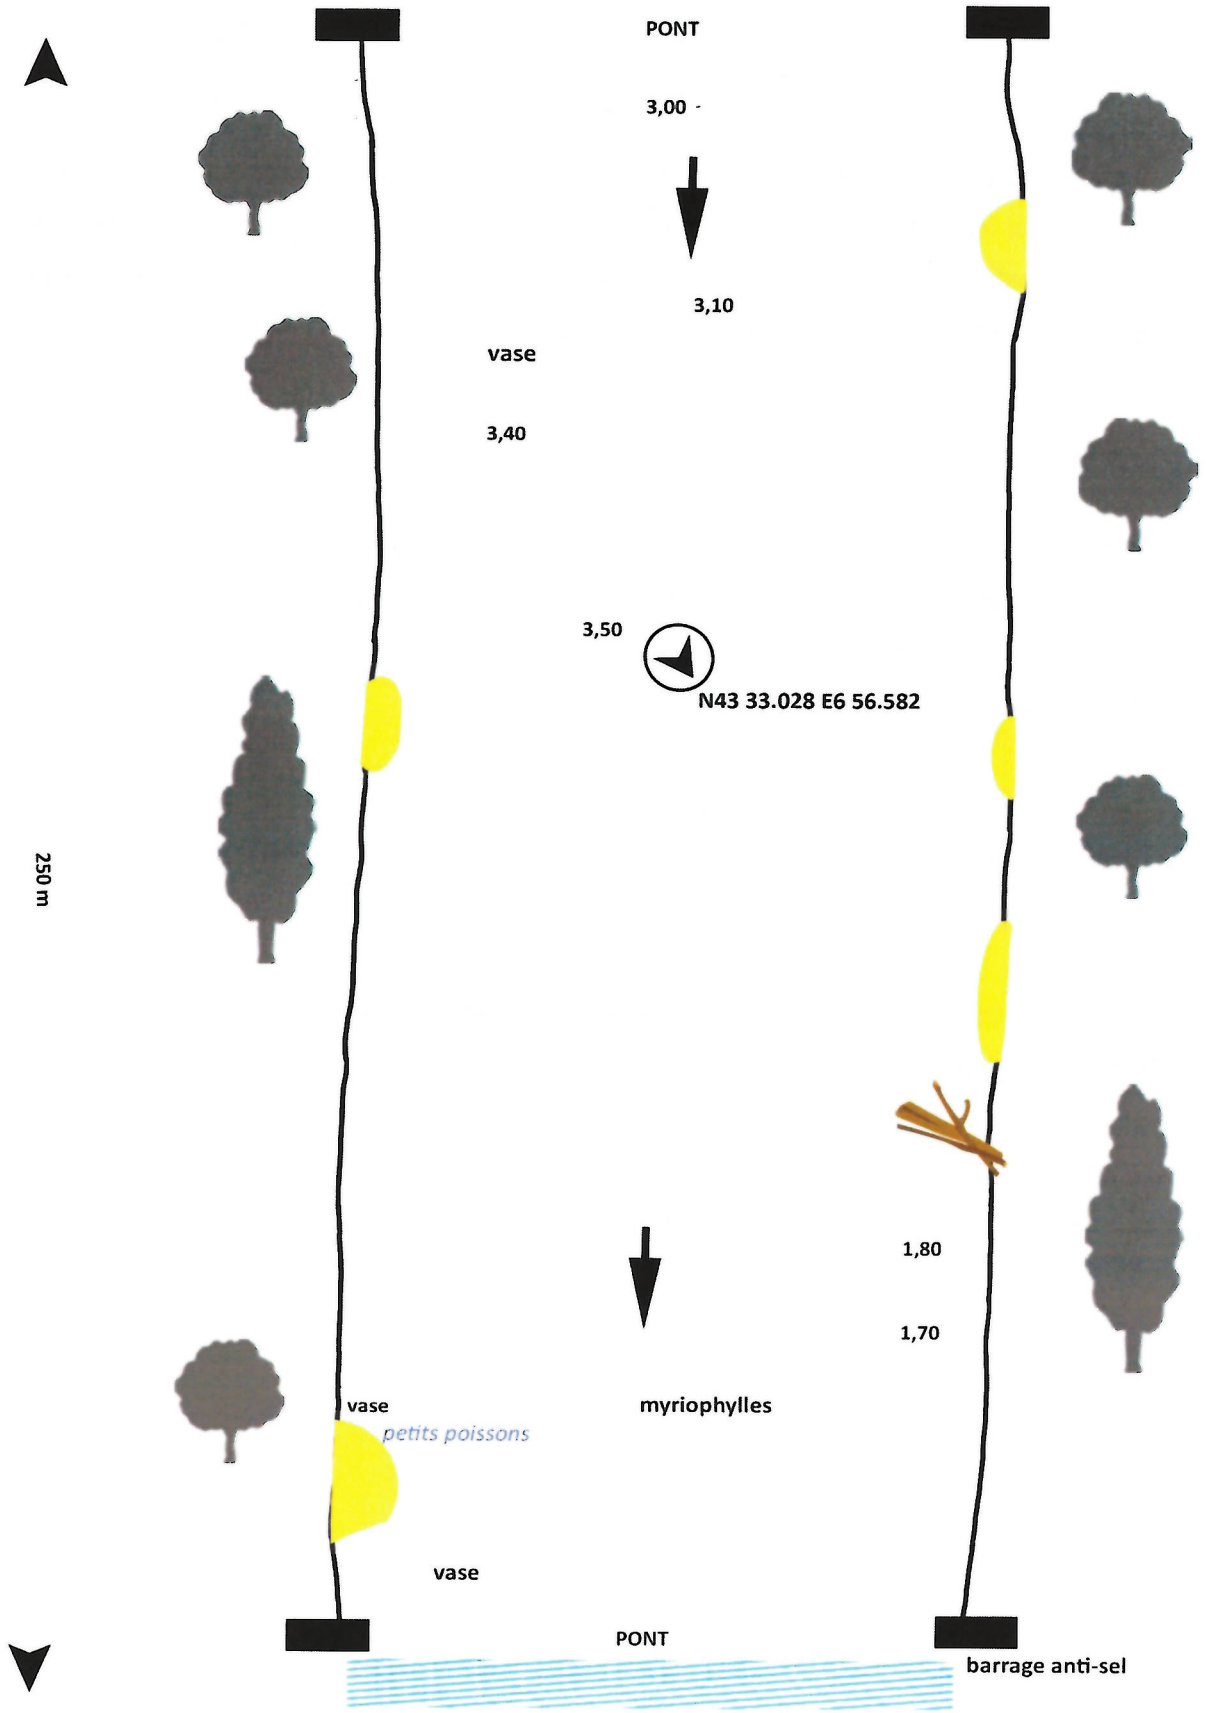 PONT
3,00 -
3,10
vase
3,40
3,50
N43 33.028 E6 56.582
250 m
1,80
1,70
vase
myriophylles
petits poissons
vase
PONT
barrage anti-sel